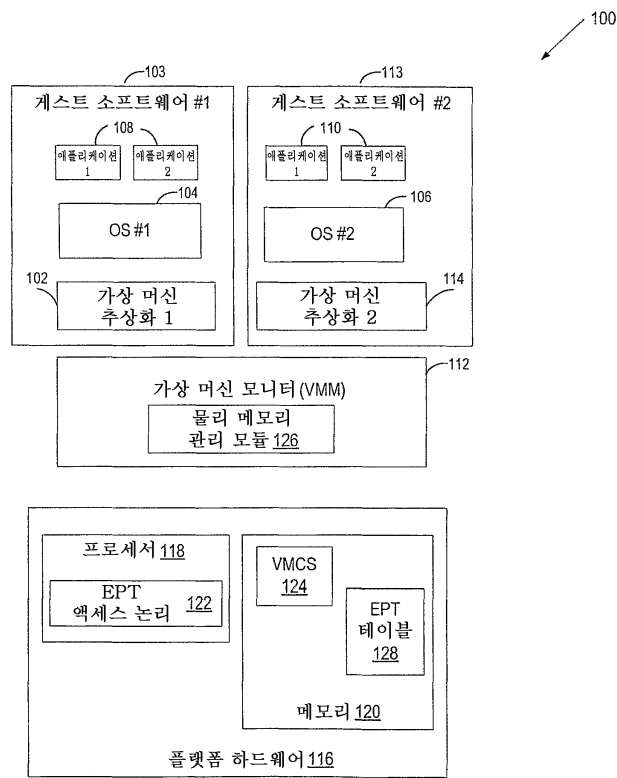 100
103
113
게스트 소프트웨어 #1
게스트 소프트웨어 #2
108
110
애플리케이션
1
애플리케이션
2
애플리케이션
1
애플리케이션
2
104
106
OS #1
OS #2
102
114
가상 머신
추상화 1
가상 머신
추상화 2
112
가상 머신 모니터(VMM)
물리 메모리
관리 모듈 126
프로세서 118
EPT
액세스 논리 122
VMCS
124
EPT
테이블
128
메모리 120
플랫폼 하드웨어 116